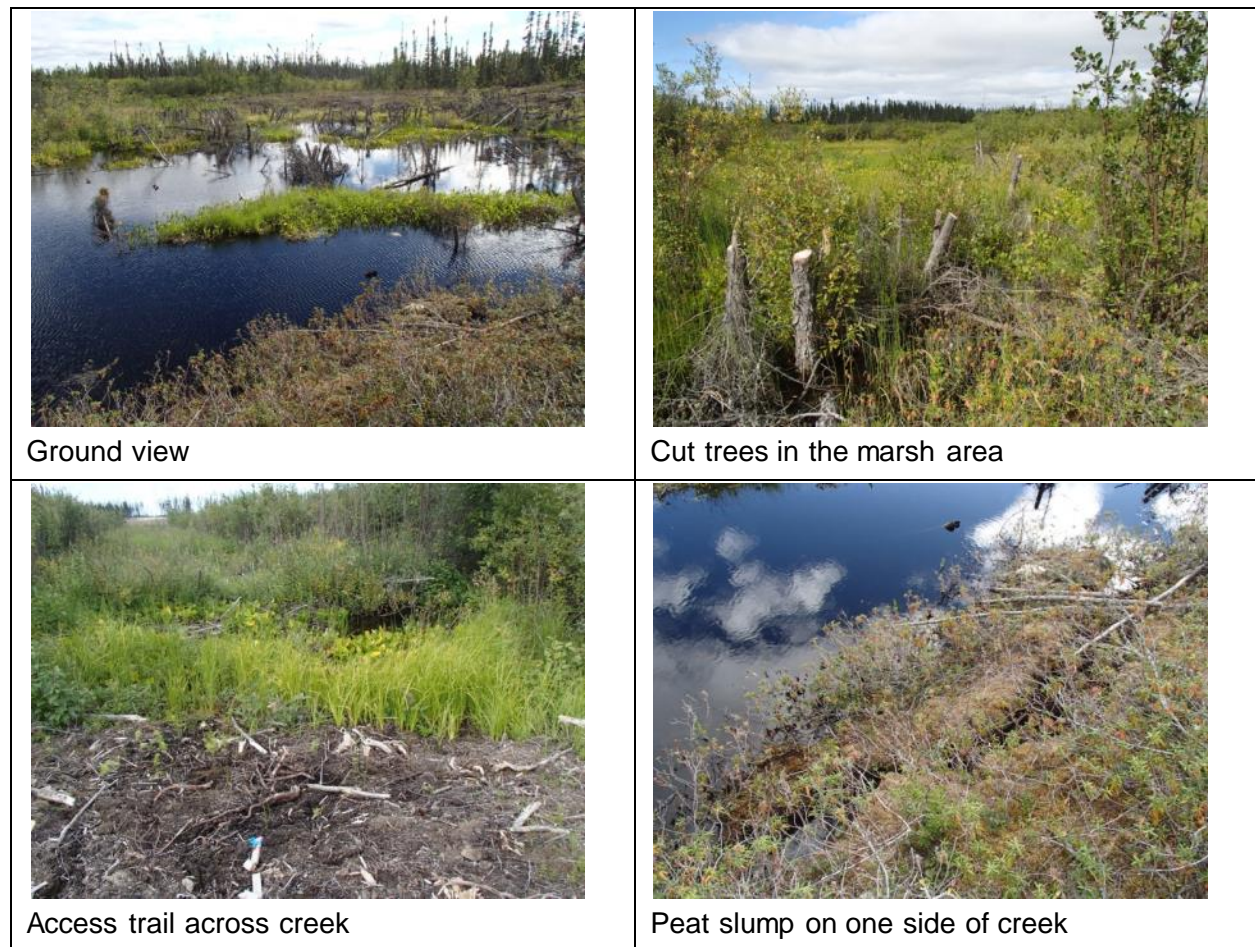 Ground view
Cut trees in the marsh area
Access trail across creek
Peat slump on one side of creek